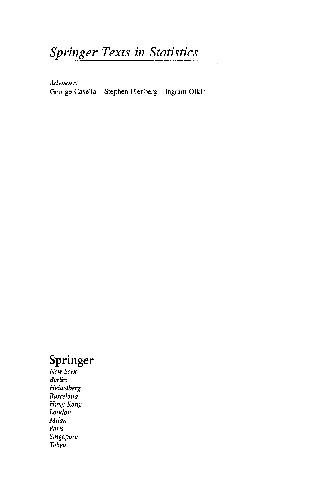 Springer Texts in Statistics
Advisors:
George Casella Stephen Fienberg Ingram Olkin
Springer
New York
Berlin
Heidelberg
Barcelona
Hong Kong
London
Milan
Paris
Singapore
Tokyo